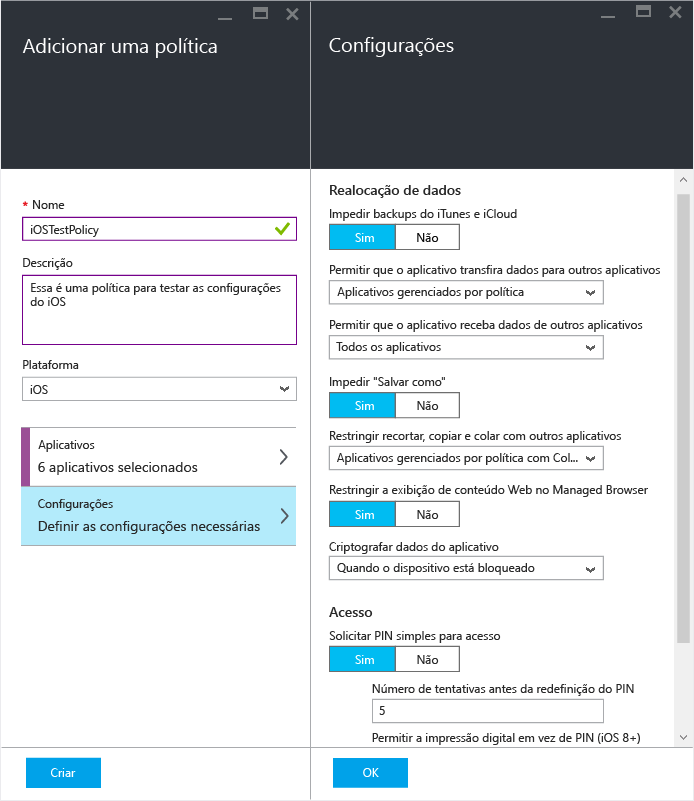 Adicionar uma política
* Nome
iOSTestPolicy
Descrição
Essa é uma política para testar as configurações
do iOS
Plataforma
iOS
Aplicativos
6 aplicativos selecionados
Configurações
Definir as configurações necessárias
Criar
Configurações
Realocação de dados
Impedir backups do iTunes e iCloud
Sim Não
Permitir que o aplicativo transfira dados para outros aplicativos
Aplicativos gerenciados por política
Permitir que o aplicativo receba dados de outros aplicativos
Todos os aplicativos
Impedir "Salvar como"
Sim Não
Restringir recortar, copiar e colar com outros aplicativos
Aplicativos gerenciados por política com Col...
Restringir a exibição de conteúdo Web no Managed Browser
Sim Não
Criptografar dados do aplicativo
Quando o dispositivo está bloqueado
Acesso
Solicitar PIN simples para acesso
Sim Não
Número de tentativas antes da redefinição do PIN
5
Permitir a impressão digital em vez de PIN (iOS 8+)
OK